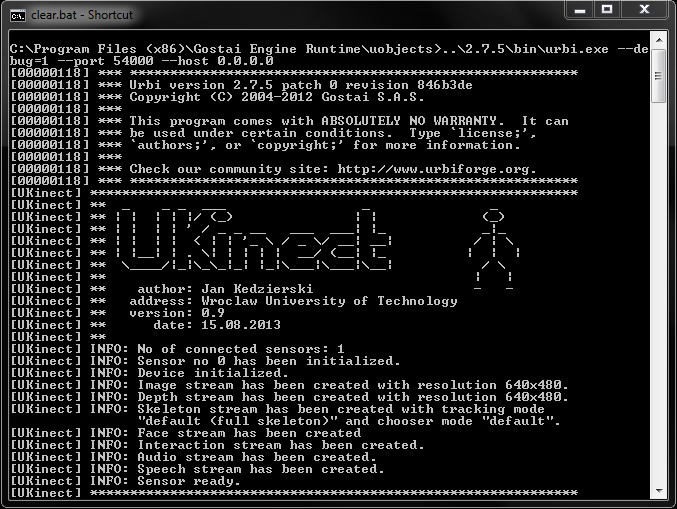 clear.bat - Shortcut
C:\Program Files (x86)\Gostai Engine Runtime\uobjects>..\2.7.5\bin\urbi.exe --de
bug=1 --port 54000 --host 0.0.0.0
[00000118] *** *********************************************************
[00000118] *** Urbi version 2.7.5 patch 0 revision 846b3de
[00000118] *** Copyright (C) 2004-2012 Gostai S.A.S.
[00000118] ***
[00000118] *** This program comes with ABSOLUTELY NO WARRANTY.  It can
[00000118] *** be used under certain conditions.  Type `license;',
[00000118] *** `authors;', or `copyright;' for more information.
[00000118] ***
[00000118] *** Check our community site: http://www.urbiforge.org.
[00000118] *** *********************************************************
[UKinect] **************************************************************
[UKinect] **
[UKinect] **
[UKinect] **
[UKinect] ** UKinect
[UKinect] **
[UKinect] **
[UKinect] **
[UKinect] **    author: Jan Kedzierski
[UKinect] **   address: Wroclaw University of Technology
[UKinect] **   version: 0.9
[UKinect] **      date: 15.08.2013
[UKinect] **
[UKinect] INFO: No of connected sensors: 1
[UKinect] INFO: Sensor no 0 has been initialized.
[UKinect] INFO: Device initialized.
[UKinect] INFO: Image stream has been created with resolution 640x480.
[UKinect] INFO: Depth stream has been created with resolution 640x480.
[UKinect] INFO: Skeleton stream has been created with tracking mode
"default (full skeleton)" and chooser mode "default".
[UKinect] INFO: Face stream has been created
[UKinect] INFO: Interaction stream has been created.
[UKinect] INFO: Audio stream has been created.
[UKinect] INFO: Speech stream has been created.
[UKinect] INFO: Sensor ready.
[UKinect] **************************************************************